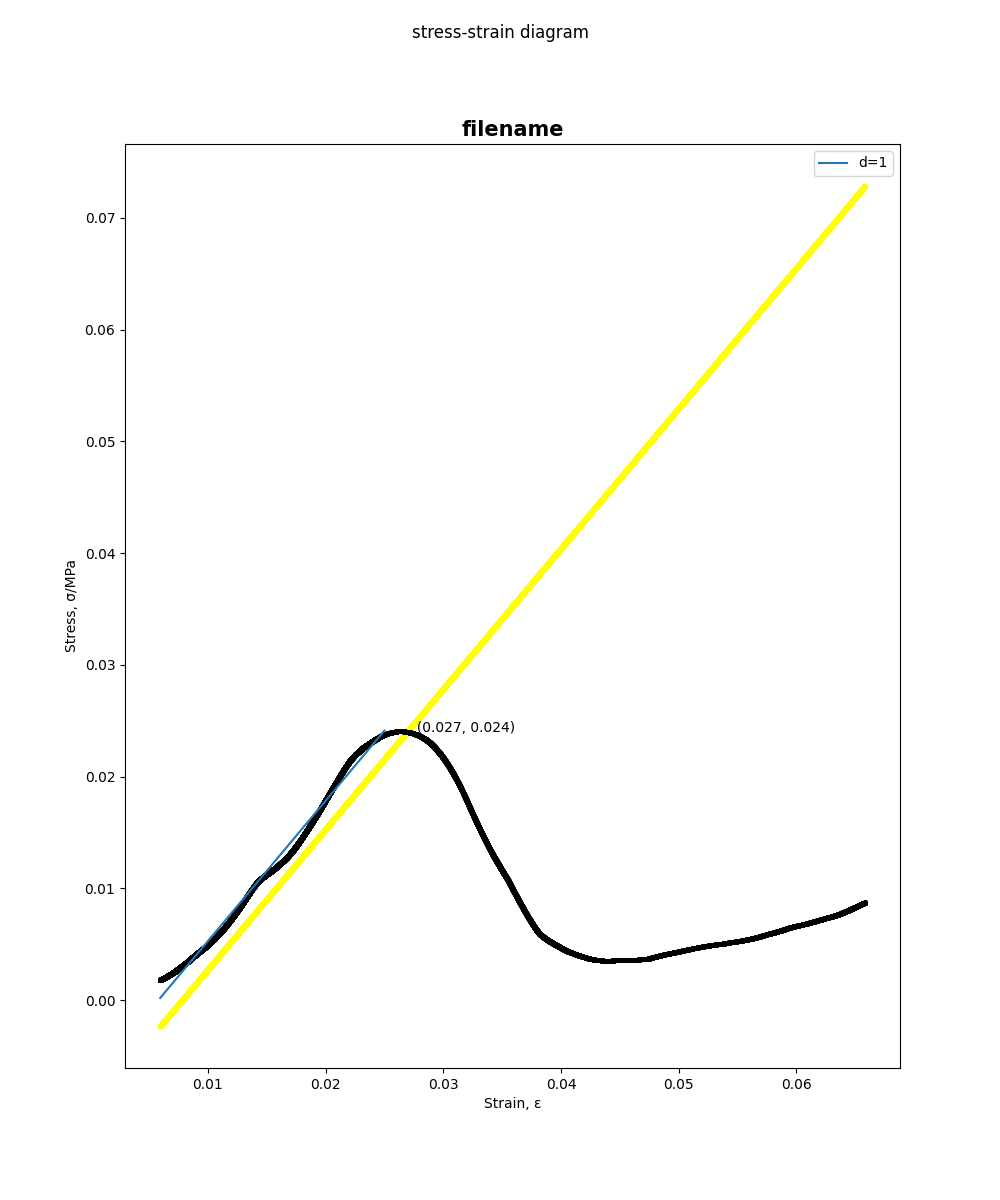 stress-strain diagram
filename
d=1
0.07
0.06
0.05
0.04
0.03
0.02
0.01
0.00
Stress, σ/MPa
(0.027, 0.024)
0.01 0.02 0.03 0.04 0.05 0.06
Strain, ε